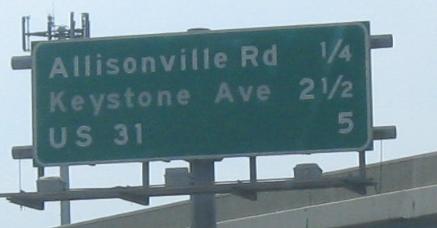 Allisonville Rd 1/4
Keystone Ave 2 1/2
US 31 5